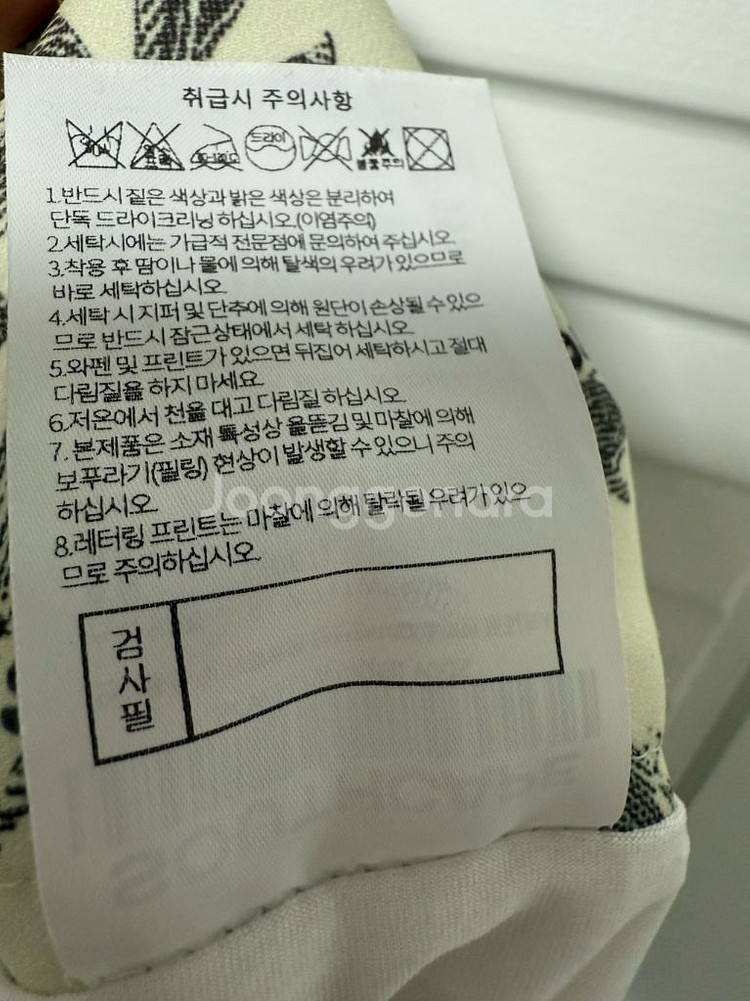 취급시 주의사항
드라이
불꽃주의
1.반드시 짙은 색상과 밝은 색상은 분리하여
단독 드라이크리닝 하십시오.(이염주의)
2.세탁시에는 가급적 전문점에 문의하여 주십시오.
3.착용 후 땀이나 물에 의해 탈색의 우려가 있으므로
바로 세탁하십시오.
4.세탁 시 지퍼 및 단추에 의해 원단이 손상될 수 있으
므로 반드시 잠근상태에서 세탁 하십시오.
5.와펜 및 프린트가 있으면 뒤집어 세탁하시고 절대
다림질을 하지 마세요.
6.저온에서 천을 대고 다림질 하십시오.
7. 본제품은 소재 특성상 올뜯김 및 마찰에 의해
보푸라기(필링) 현상이 발생할 수 있으니 주의
하십시오.
8.레터링 프린트는 마찰에 의해 탈락될 우려가 있으
므로 주의하십시오.
Joonggonara
검사필